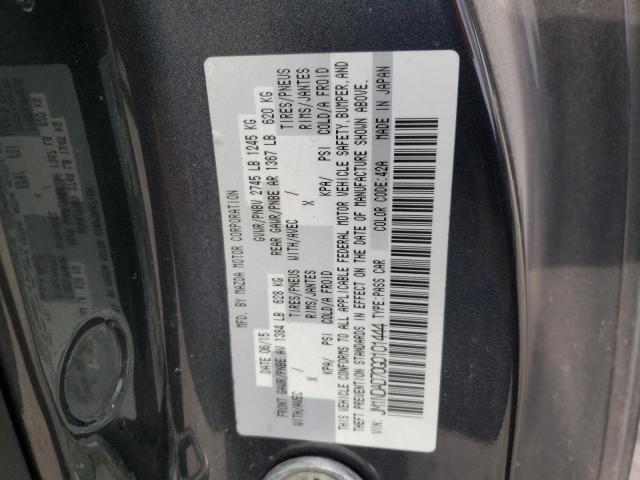 MFD. BY MAZDA MOTOR CORPORATION
DATE 06/15 GVWR/PNBV 2745 LB 1245 KG
FRONT GAWR/PNBE AV 1384 LB 628 KG REAR GAWR/PNBE AR 1367 LB 620 KG
TIRES/PNEUS TIRES/PNEUS
WITH/AVEC / RIMS/JANTES WITH/AVEC / RIMS/JANTES
X KPA/ PSI COLD/A FROID X KPA/ PSI COLD/A FROID
THIS VEHICLE CONFORMS TO ALL APPLICABLE FEDERAL MOTOR VEHICLE SAFETY, BUMPER, AND
THEFT PREVENTION STANDARDS IN EFFECT ON THE DATE OF MANUFACTURE SHOWN ABOVE.
VIN: JM1NDAD70G0101444 TYPE:PASS CAR COLOR CODE:42A MADE IN JAPAN